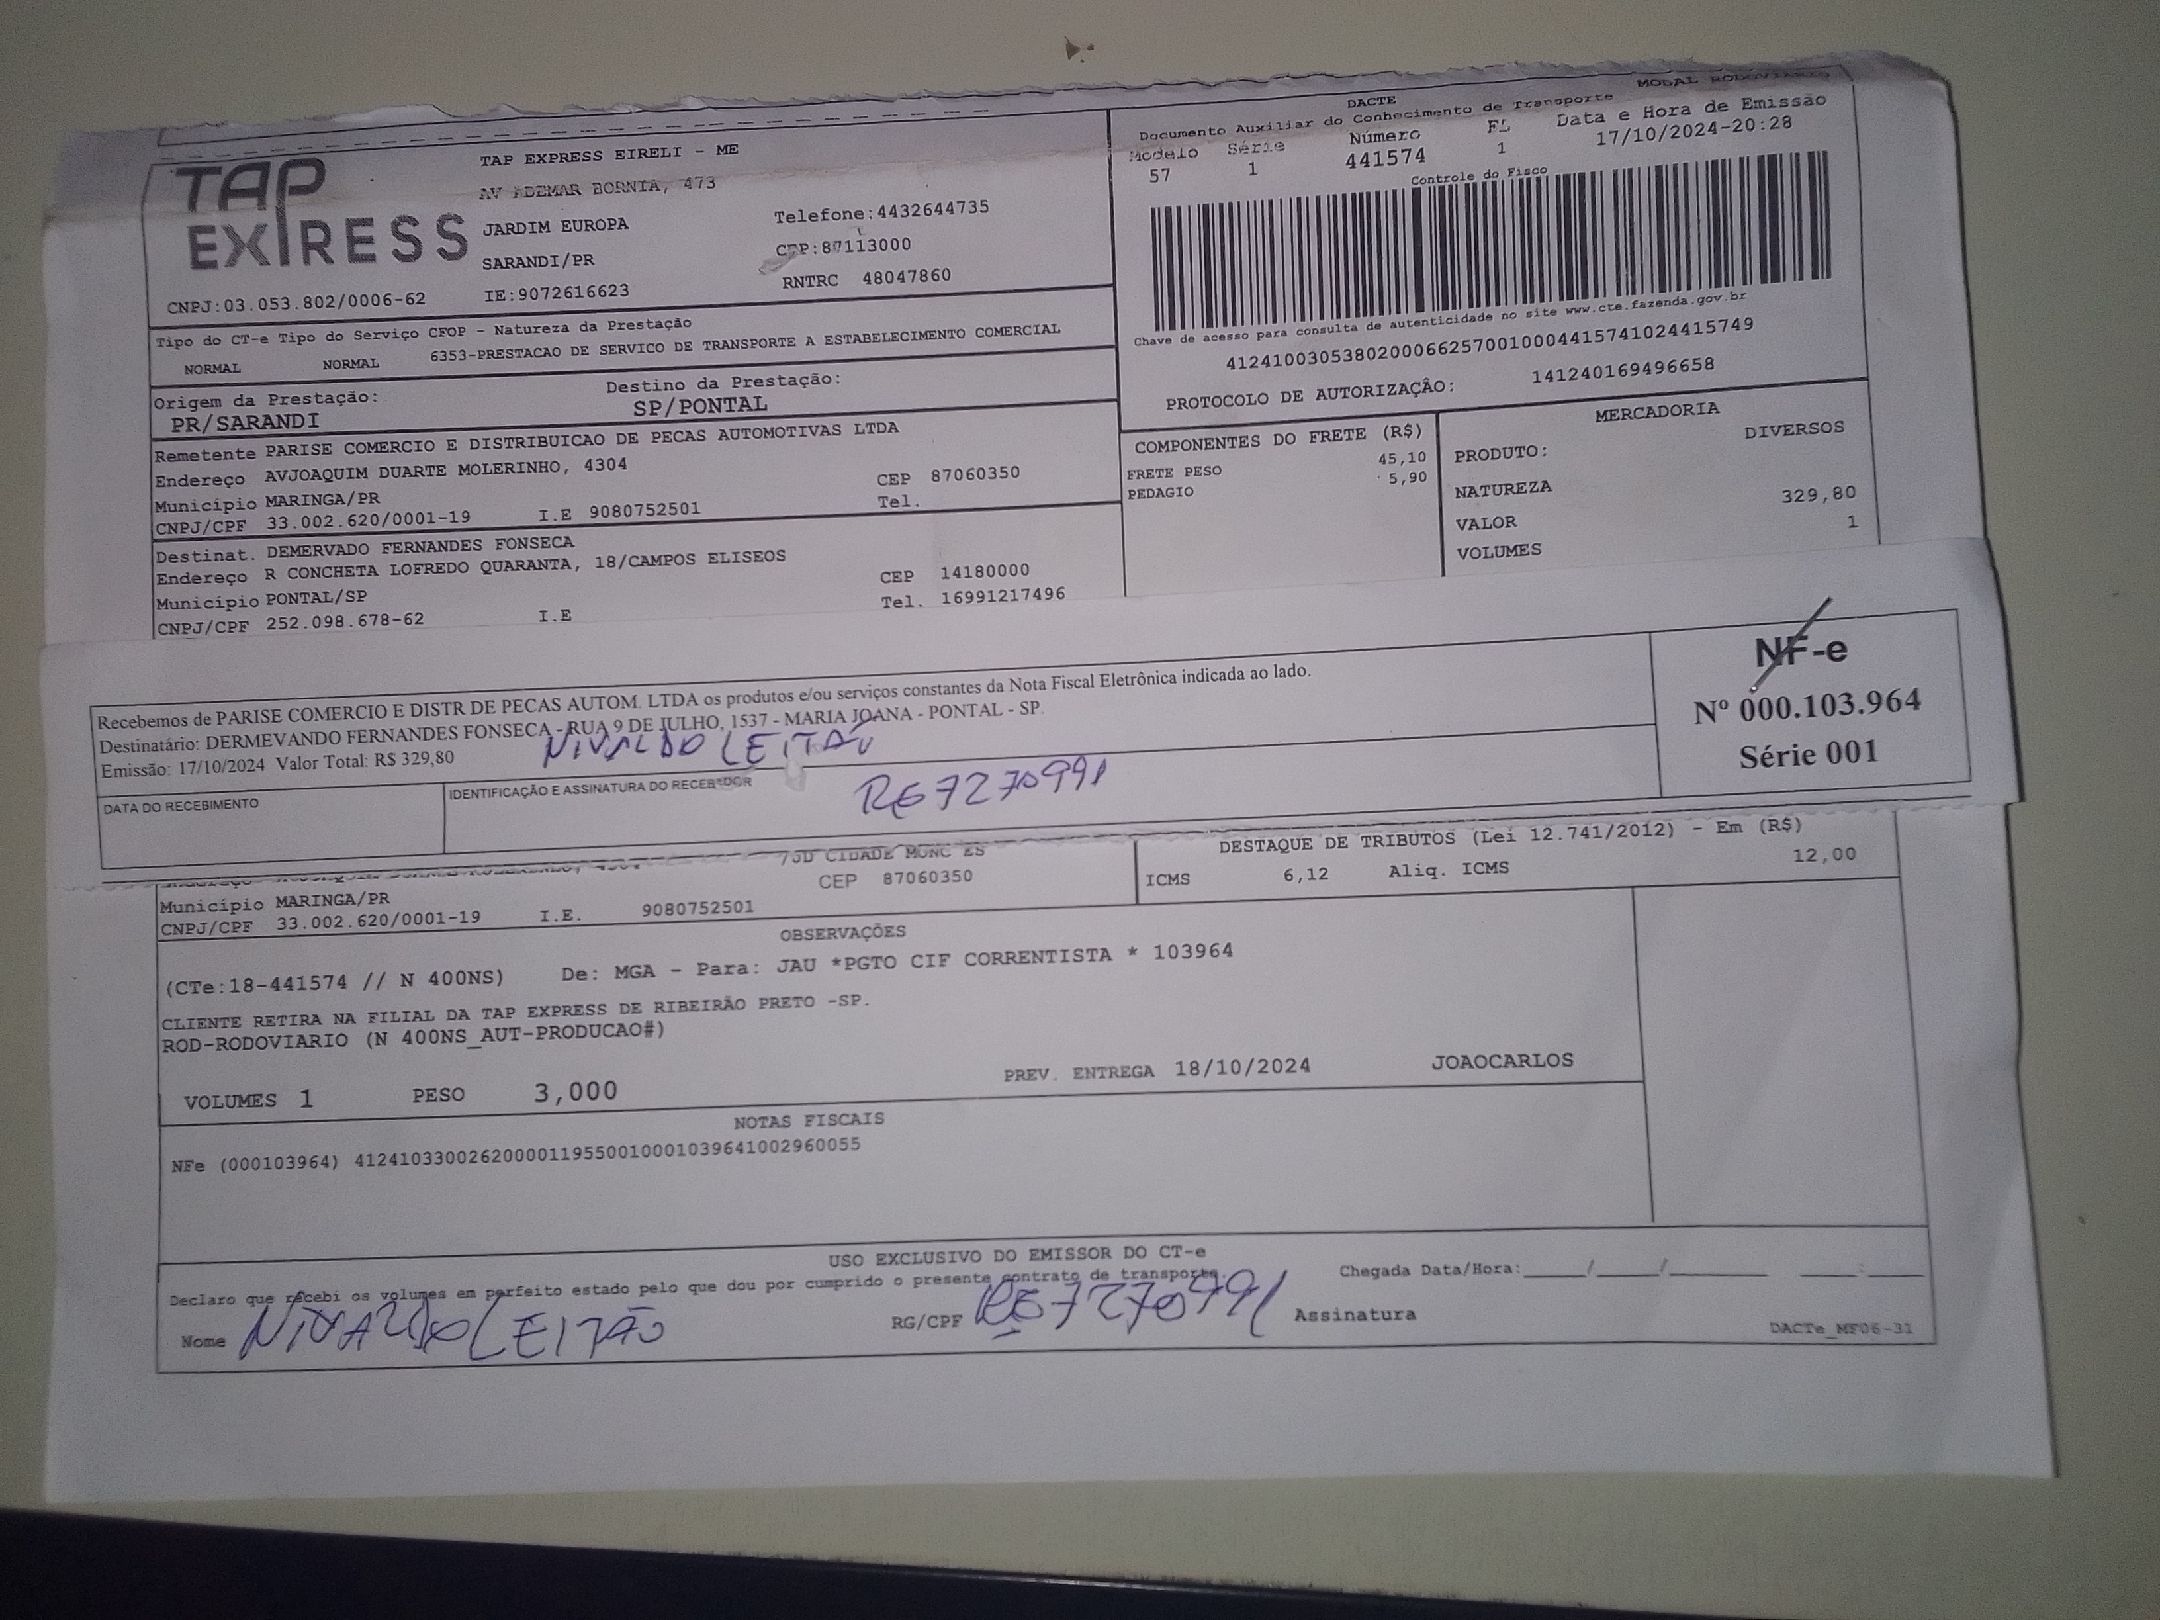 MODAL RODOVIÁRIO
DACTE
Documento Auxiliar do Conhecimento de Transporte
Modelo Série Número FL Data e Hora de Emissão
57 1 441574 1 17/10/2024-20:28
Controle do Fisco
Chave de acesso para consulta de autenticidade no site www.cte.fazenda.gov.br
41241003053802000662570010004415741024415749
PROTOCOLO DE AUTORIZAÇÂO: 141240169496658
TAP EXPRESS
TAP EXPRESS EIRELI - ME
AV ADEMAR BORNIA, 473
JARDIM EUROPA Telefone:4432644735
SARANDI/PR CEP:87113000
CNPJ:03.053.802/0006-62 IE:9072616623 RNTRC 48047860
Tipo do CT-e Tipo do Serviço CFOP - Natureza da Prestação
NORMAL NORMAL 6353-PRESTACAO DE SERVICO DE TRANSPORTE A ESTABELECIMENTO COMERCIAL
Origem da Prestação: Destino da Prestação:
PR/SARANDI SP/PONTAL
Remetente PARISE COMERCIO E DISTRIBUICAO DE PECAS AUTOMOTIVAS LTDA
Endereço AVJOAQUIM DUARTE MOLERINHO, 4304
Município MARINGA/PR CEP 87060350
CNPJ/CPF 33.002.620/0001-19 I.E 9080752501 Tel.
Destinat. DEMERVADO FERNANDES FONSECA
Endereço R CONCHETA LOFREDO QUARANTA, 18/CAMPOS ELISEOS
Município PONTAL/SP CEP 14180000
CNPJ/CPF 252.098.678-62 I.E Tel. 16991217496
COMPONENTES DO FRETE (R$)
FRETE PESO 45,10
PEDAGIO 5,90
MERCADORIA
PRODUTO: DIVERSOS
NATUREZA
VALOR 329,80
VOLUMES 1
Recebemos de PARISE COMERCIO E DISTR DE PECAS AUTOM. LTDA os produtos e/ou serviços constantes da Nota Fiscal Eletrônica indicada ao lado.
Destinatário: DERMEVANDO FERNANDES FONSECA - RUA 9 DE JULHO, 1537 - MARIA JOANA - PONTAL - SP.
Emissão: 17/10/2024 Valor Total: R$ 329,80
NIVALDO LEITÃO
DATA DO RECEBIMENTO
IDENTIFICAÇÃO E ASSINATURA DO RECEBEDOR
RG7270991
NF-e
Nº 000.103.964
Série 001
CEP 87060350
Município MARINGA/PR
CNPJ/CPF 33.002.620/0001-19 I.E. 9080752501
DESTAQUE DE TRIBUTOS (Lei 12.741/2012) - Em (R$)
ICMS 6,12 Aliq. ICMS 12,00
OBSERVAÇÕES
(CTe:18-441574 // N 400NS) De: MGA - Para: JAU *PGTO CIF CORRENTISTA * 103964
CLIENTE RETIRA NA FILIAL DA TAP EXPRESS DE RIBEIRÃO PRETO -SP.
ROD-RODOVIARIO (N 400NS_AUT-PRODUCAO#)
VOLUMES 1 PESO 3,000 PREV. ENTREGA 18/10/2024 JOAOCARLOS
NOTAS FISCAIS
NFe (000103964) 41241033002620000119550010001039641002960055
USO EXCLUSIVO DO EMISSOR DO CT-e
Declaro que recebi os volumes em perfeito estado pelo que dou por cumprido o presente contrato de transporte. Chegada Data/Hora:____/____/________ ____:____
Nome NIVALDO LEITÃO RG/CPF RG7270991 Assinatura
DACTe_MF06-31